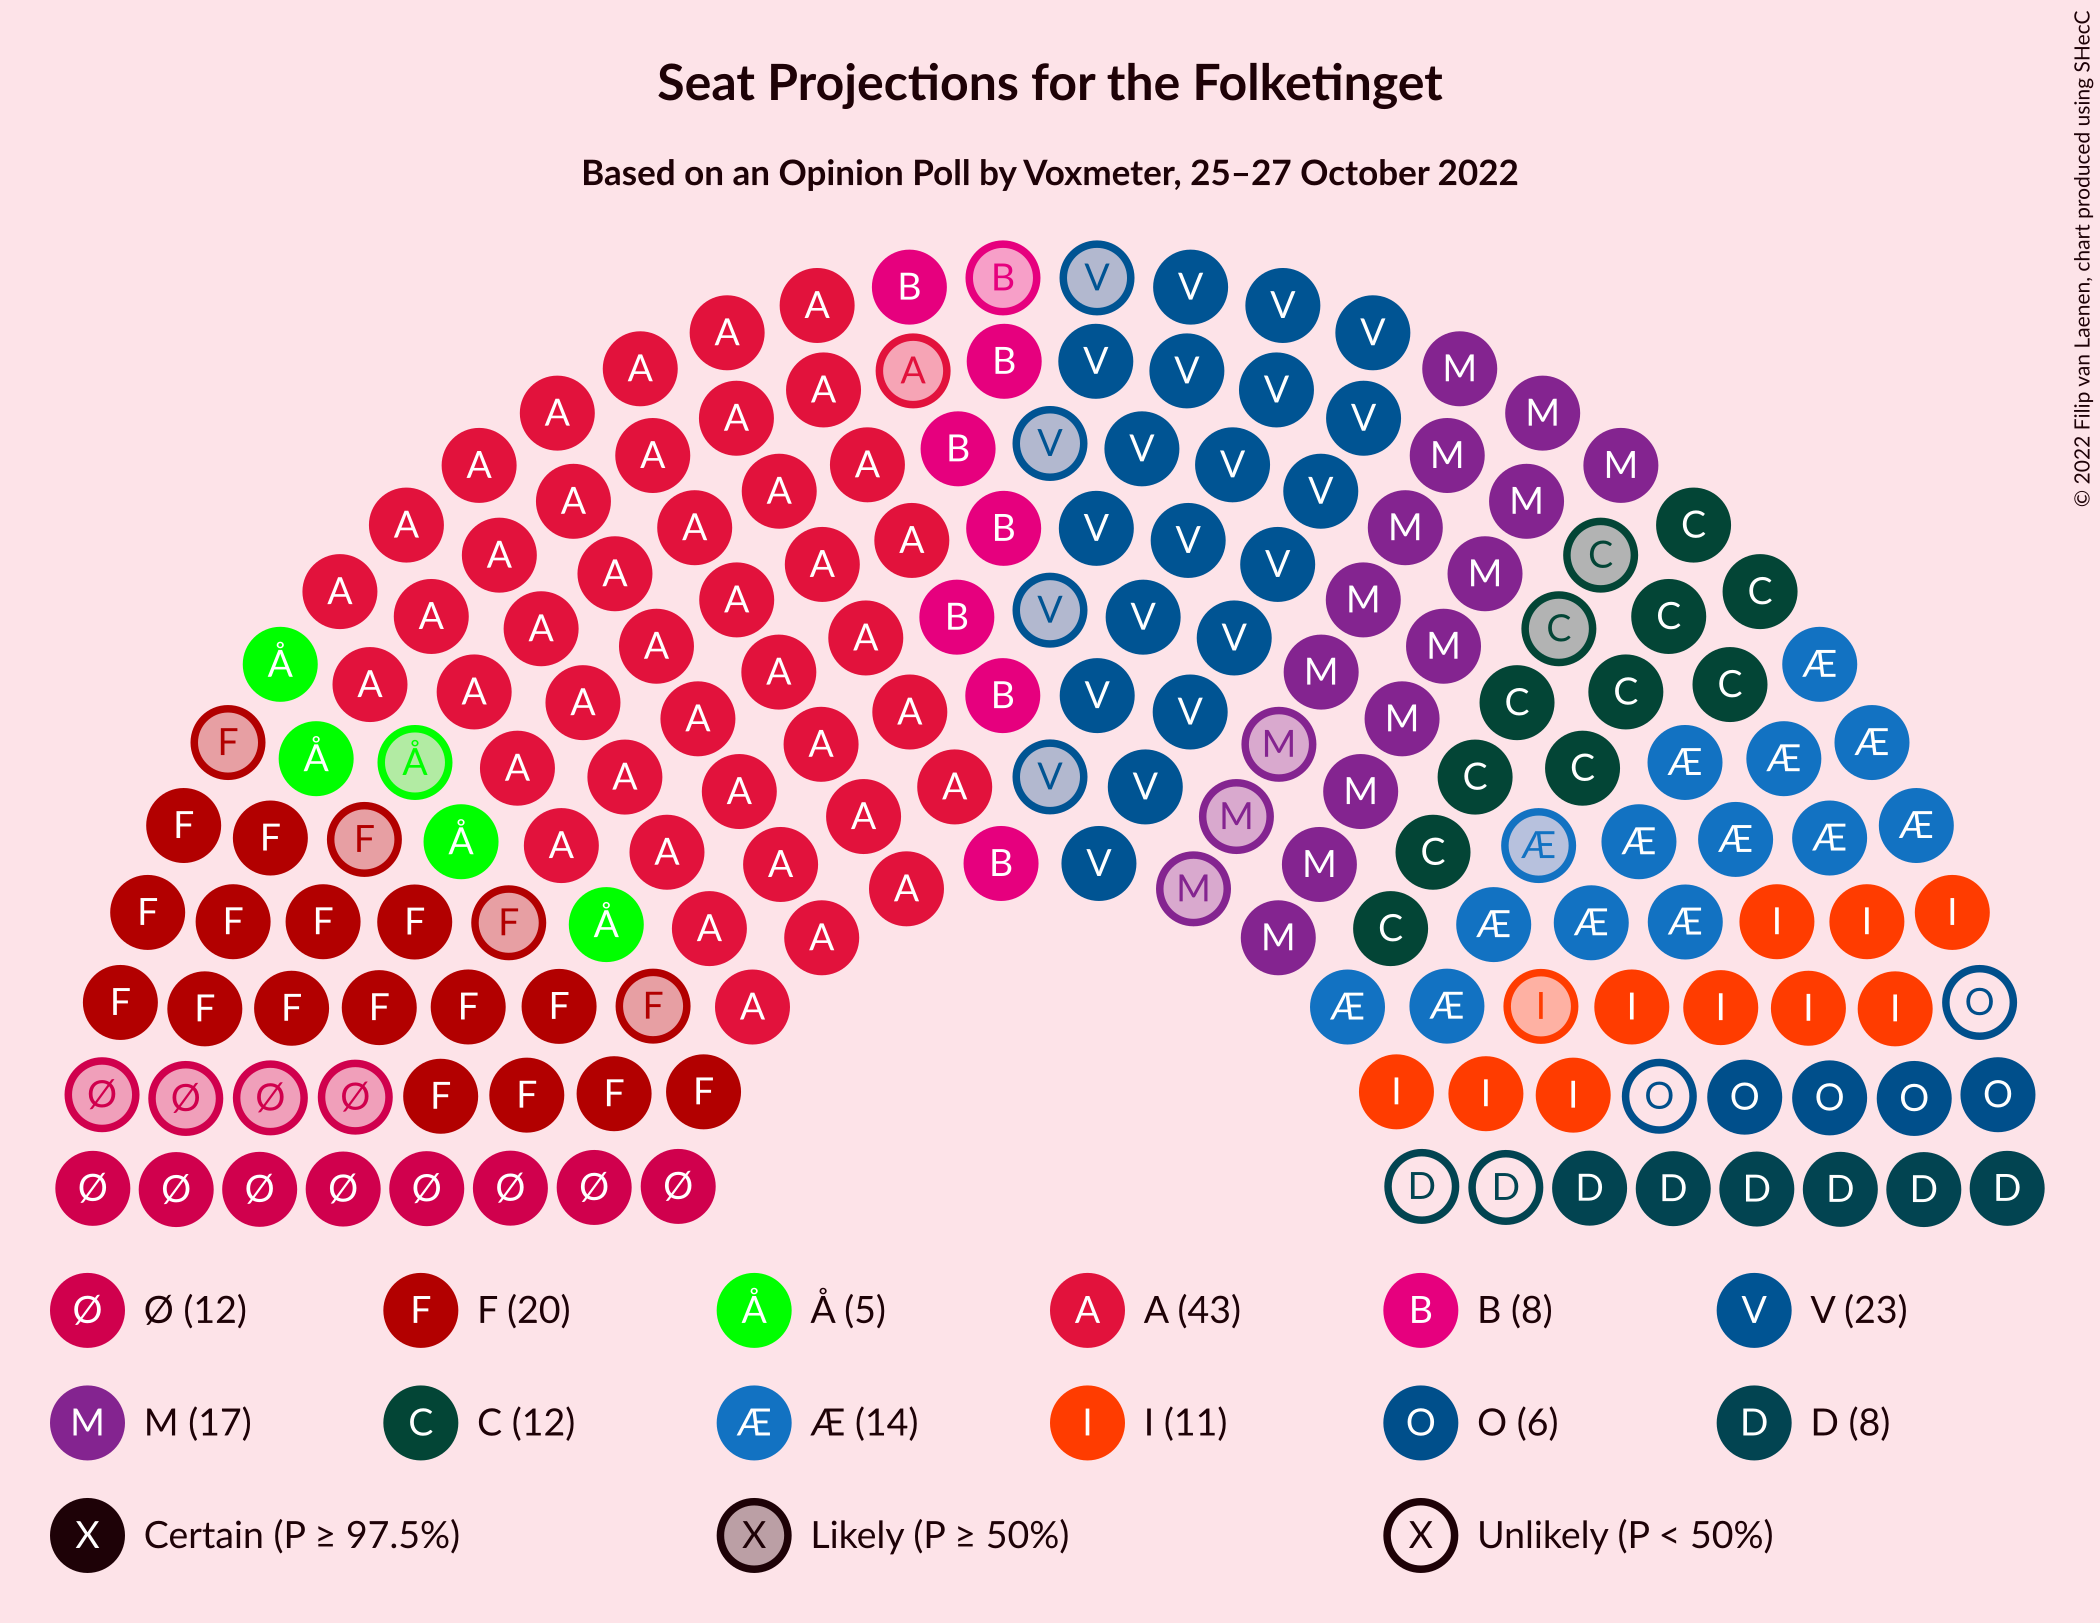 © 2022 Filip van Laenen, chart produced using SHecC
Seat Projections for the Folketinget
Based on an Opinion Poll by Voxmeter, 25–27 October 2022
A B B V V V
A A A B V V V M
A A A V V M
A A A B V V V M M
A A V M
A A A A B V V M C C
A A A A V M M C
A A A B V V V C C
Å A A M M Æ
A A A A A B V V M C C C
F Å Å A A A V M C C Æ Æ Æ
A A V M
F F F Å A A A A B V M M C Æ Æ Æ Æ Æ
A M
F F F F F Å A A M C Æ Æ Æ I I I
F F F F F F F A Æ Æ I I I I I O
Ø Ø Ø Ø F F F F I I I O O O O O
Ø Ø Ø Ø Ø Ø Ø Ø D D D D D D D D
Ø Ø (12) F F (20) Å Å (5) A A (43) B B (8) V V (23)
M M (17) C C (12) Æ Æ (14) I I (11) O O (6) D D (8)
X Certain (P ≥ 97.5%) X Likely (P ≥ 50%) X Unlikely (P < 50%)